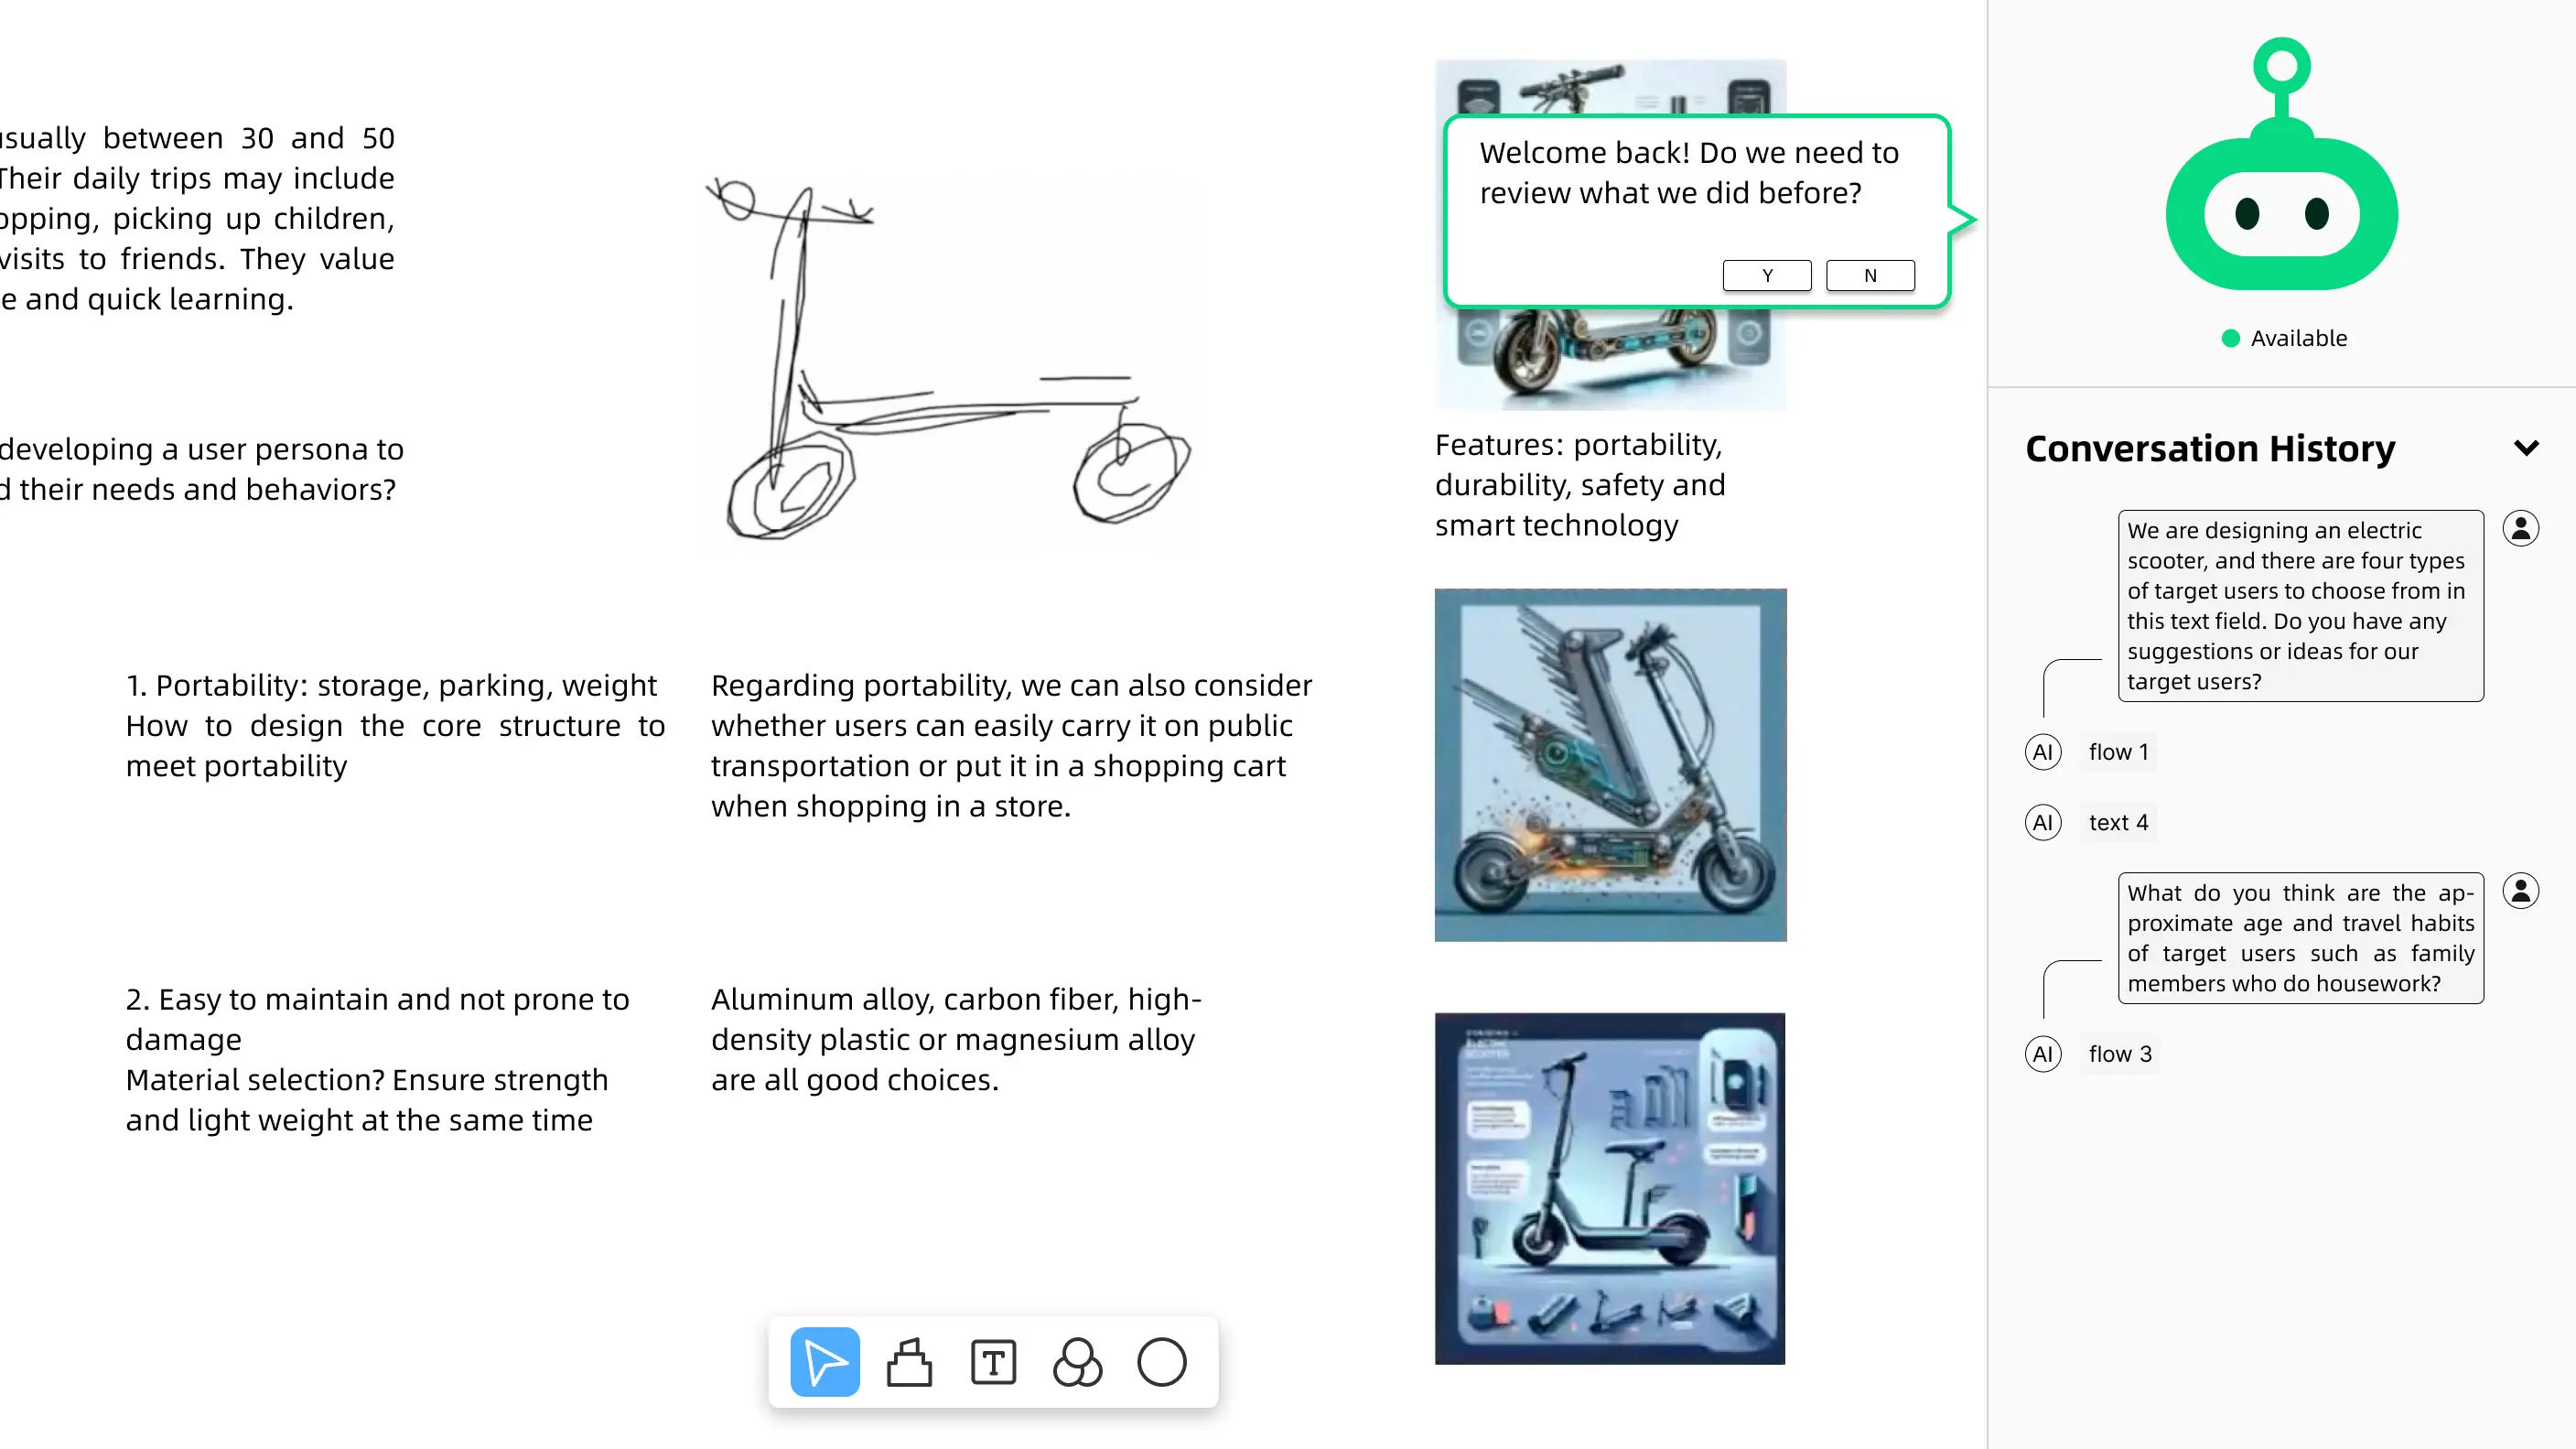 usually between 30 and 50
Their daily trips may include
opping, picking up children,
visits to friends. They value
e and quick learning.
developing a user persona to
d their needs and behaviors?
1. Portability: storage, parking, weight
How to design the core structure to
meet portability
Regarding portability, we can also consider
whether users can easily carry it on public
transportation or put it in a shopping cart
when shopping in a store.
2. Easy to maintain and not prone to
damage
Material selection? Ensure strength
and light weight at the same time
Aluminum alloy, carbon fiber, high-
density plastic or magnesium alloy
are all good choices.
Welcome back! Do we need to
review what we did before?
Y
N
Features: portability,
durability, safety and
smart technology
T
Available
Conversation History
We are designing an electric
scooter, and there are four types
of target users to choose from in
this text field. Do you have any
suggestions or ideas for our
target users?
AI flow 1
AI text 4
What do you think are the ap-
proximate age and travel habits
of target users such as family
members who do housework?
AI flow 3